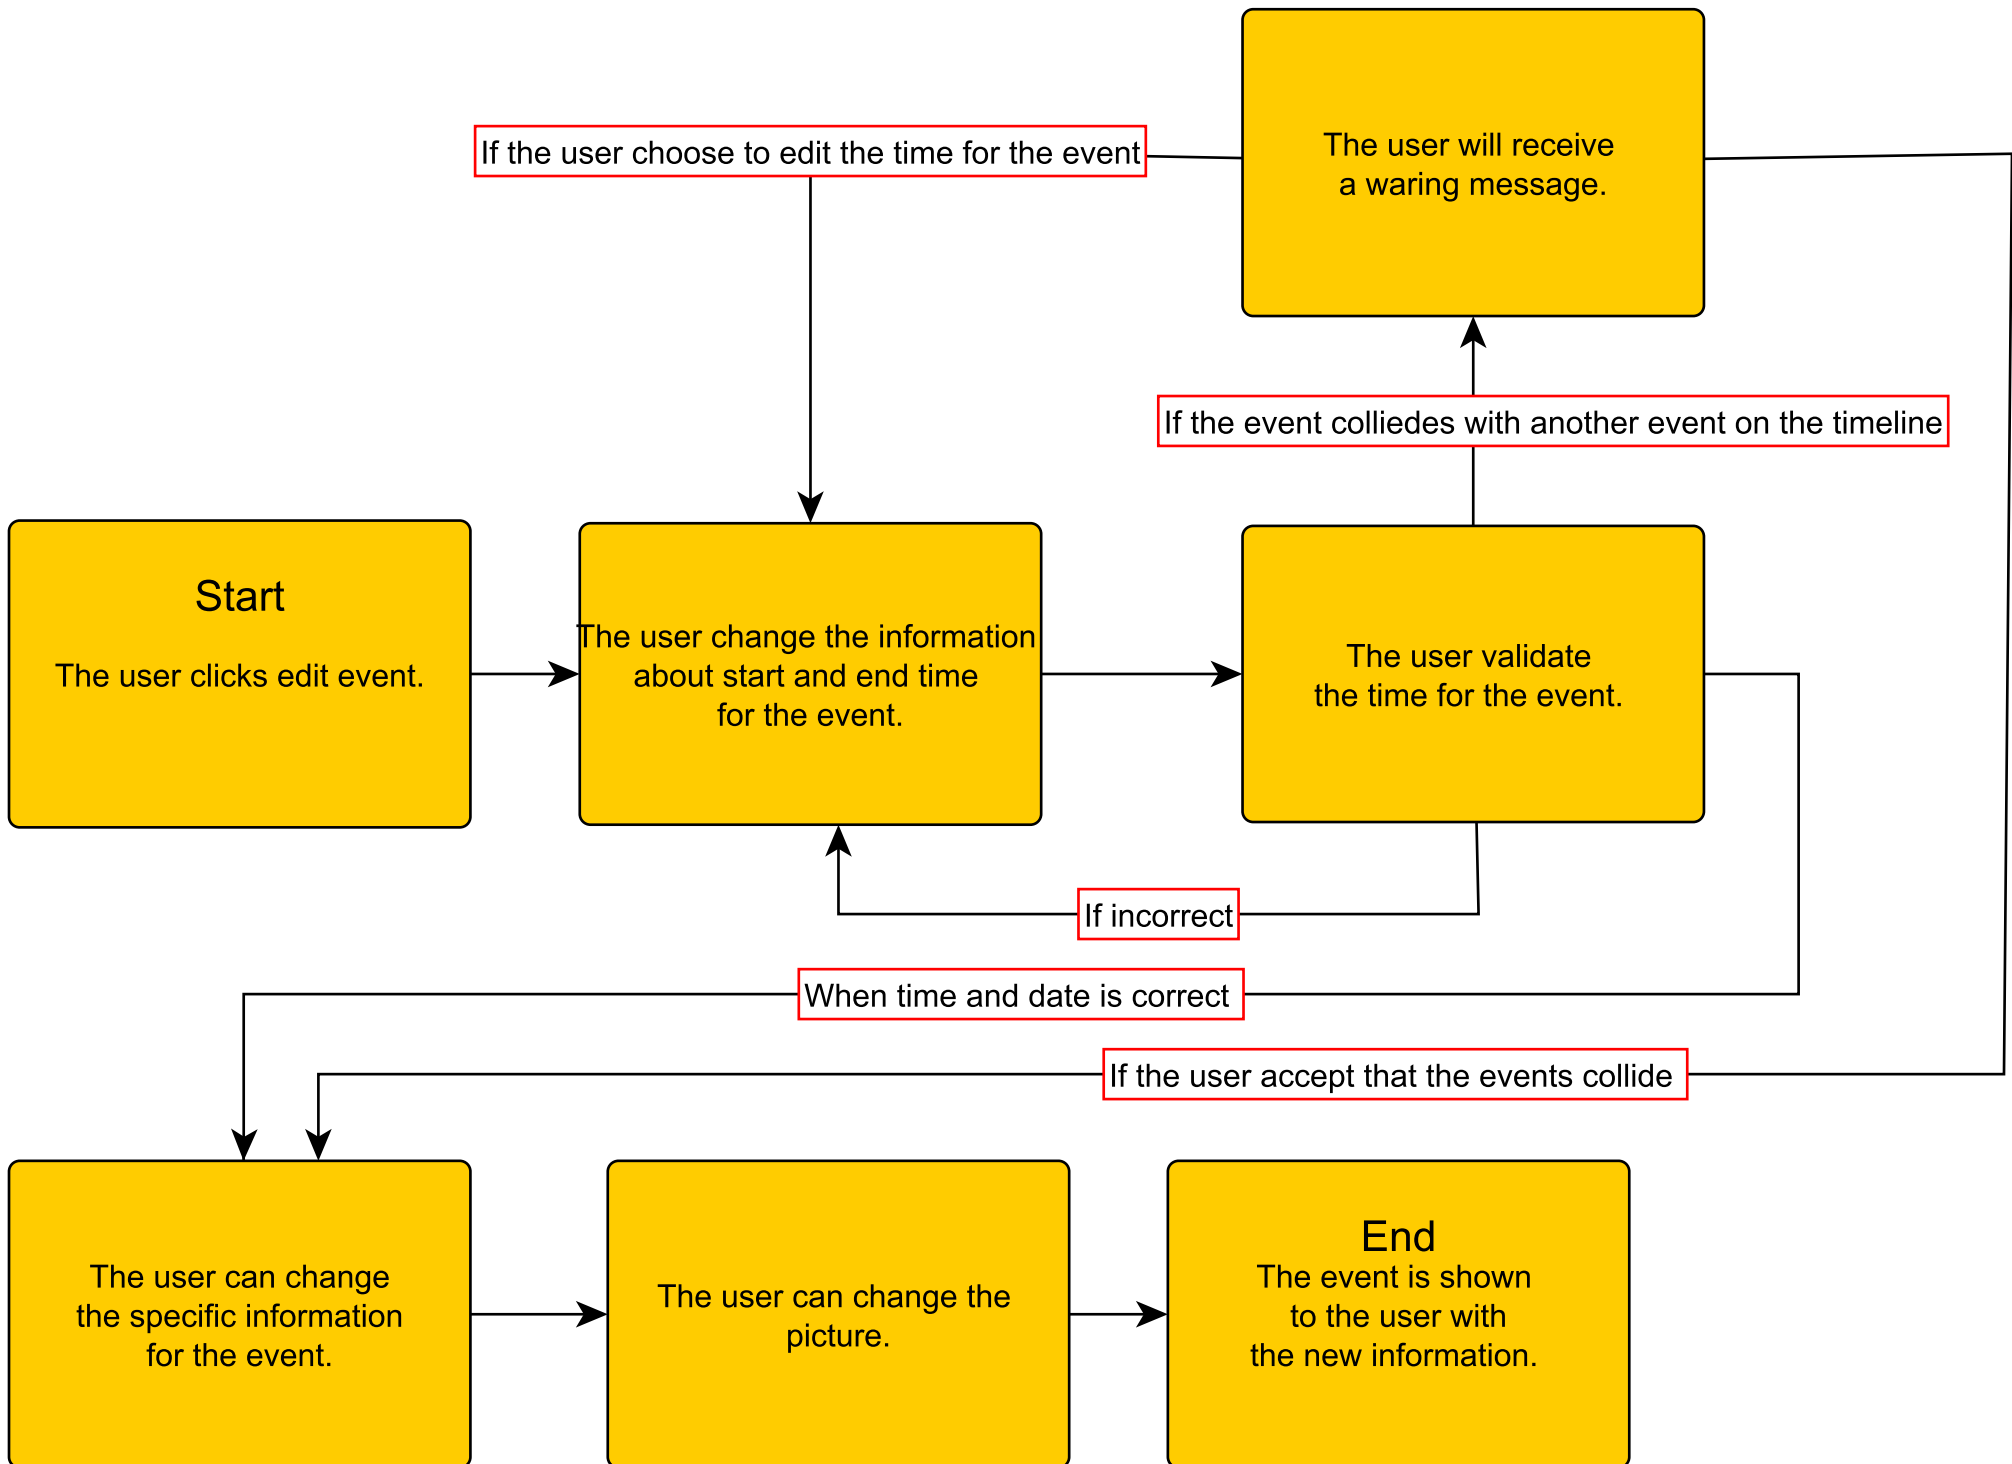 The user will receive
a waring message.
If the user choose to edit the time for the event
If the event colliedes with another event on the timeline
Start
The user clicks edit event.
The user change the information
about start and end time
for the event.
The user validate
the time for the event.
If incorrect
When time and date is correct
If the user accept that the events collide
The user can change
the specific information
for the event.
The user can change the
picture.
End
The event is shown
to the user with
the new information.